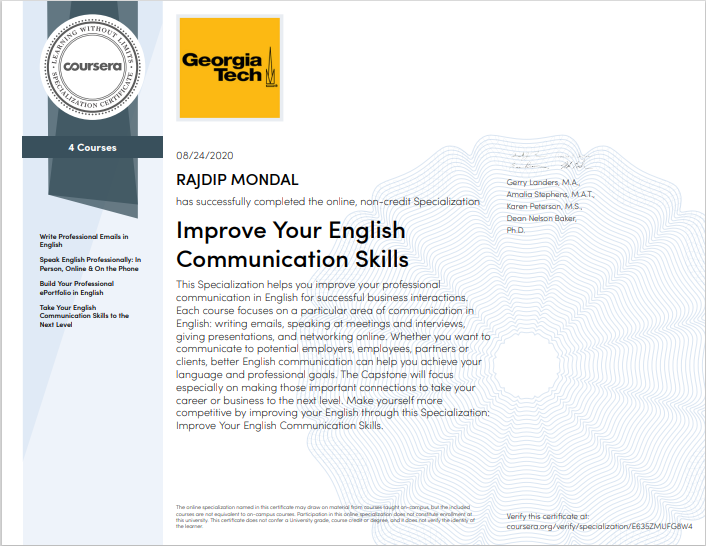 LEARNING WITHOUT LIMITS
coursera
SPECIALIZATION CERTIFICATE
4 Courses
Write Professional Emails in
English
Speak English Professionally: In
Person, Online & On the Phone
Build Your Professional
ePortfolio in English
Take Your English
Communication Skills to the
Next Level
Georgia
Tech
08/24/2020
RAJDIP MONDAL
has successfully completed the online, non-credit Specialization
Improve Your English
Communication Skills
This Specialization helps you improve your professional
communication in English for successful business interactions.
Each course focuses on a particular area of communication in
English: writing emails, speaking at meetings and interviews,
giving presentations, and networking online. Whether you want to
communicate to potential employers, employees, partners or
clients, better English communication can help you achieve your
language and professional goals. The Capstone will focus
especially on making those important connections to take your
career or business to the next level. Make yourself more
competitive by improving your English through this Specialization:
Improve Your English Communication Skills.
Gerry Landers, M.A.,
Amalia Stephens, M.A.T.,
Karen Peterson, M.S.,
Dean Nelson Baker,
Ph.D.
The online specialization named in this certificate may draw on material from courses taught on-campus, but the included
courses are not equivalent to on-campus courses. Participation in this online specialization does not constitute enrollment at
this university. This certificate does not confer a University grade, course credit or degree, and it does not verify the identity of
the learner.
Verify this certificate at:
coursera.org/verify/specialization/E635ZMUFG8W4